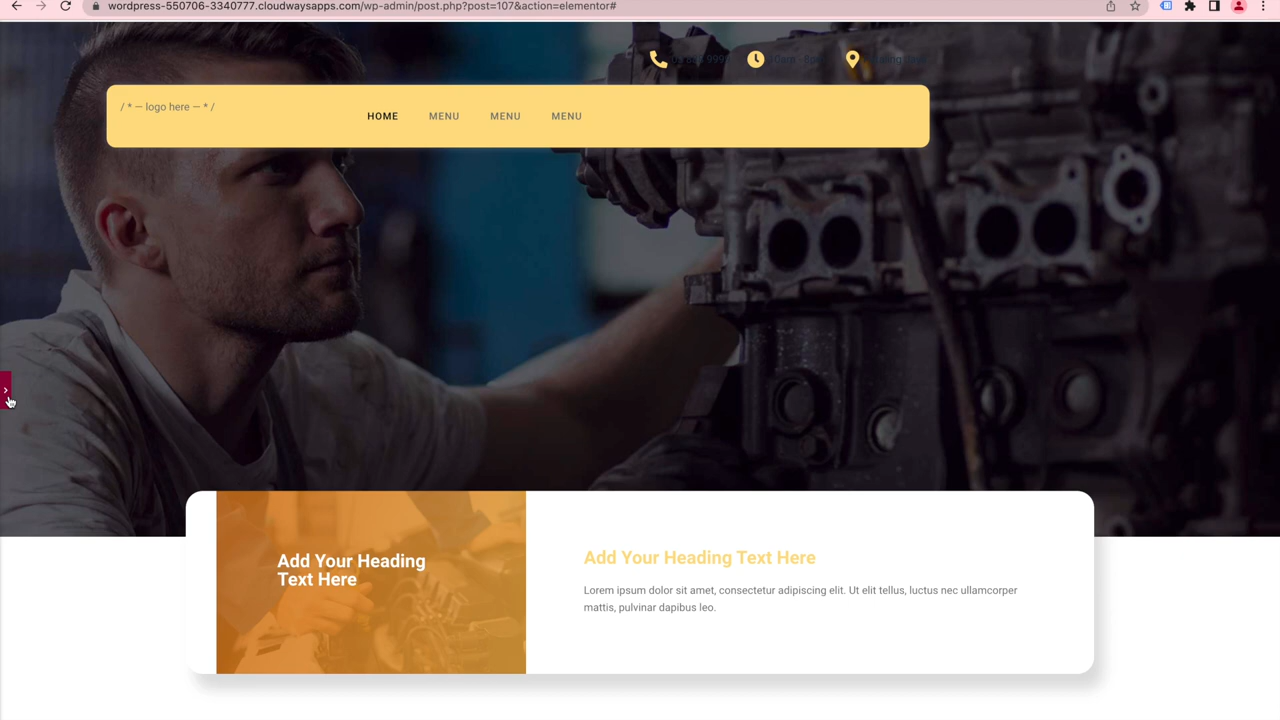 wordpress-550706-3340777.cloudwaysapps.com/wp-admin/post.php?post=107&action=elementor#
/ * — logo here — * /
HOME MENU MENU MENU
Add Your Heading
Text Here
Add Your Heading Text Here
Lorem ipsum dolor sit amet, consectetur adipiscing elit. Ut elit tellus, luctus nec ullamcorper
mattis, pulvinar dapibus leo.